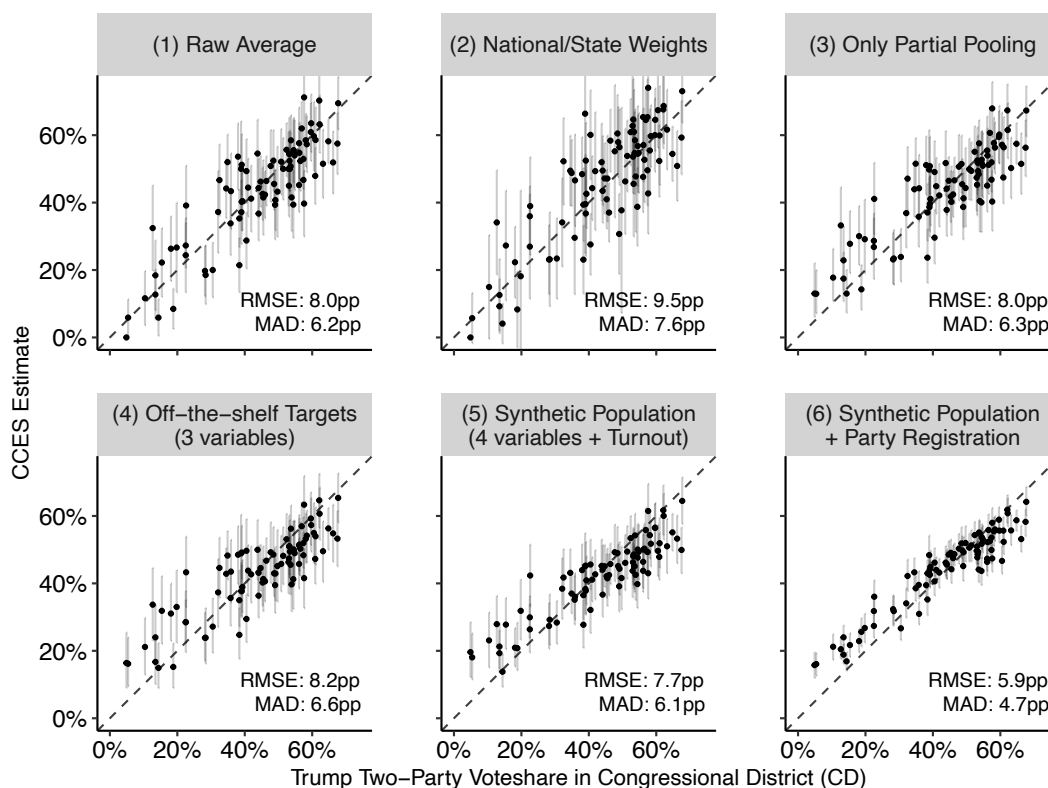 (1) Raw Average
(2) National/State Weights
(3) Only Partial Pooling
60%
40%
20%
0%
RMSE: 8.0pp
MAD: 6.2pp
RMSE: 9.5pp
MAD: 7.6pp
RMSE: 8.0pp
MAD: 6.3pp
CCES Estimate
(4) Off−the−shelf Targets
(3 variables)
(5) Synthetic Population
(4 variables + Turnout)
(6) Synthetic Population
+ Party Registration
60%
40%
20%
0%
RMSE: 8.2pp
MAD: 6.6pp
RMSE: 7.7pp
MAD: 6.1pp
RMSE: 5.9pp
MAD: 4.7pp
0% 20% 40% 60%
0% 20% 40% 60%
0% 20% 40% 60%
Trump Two−Party Voteshare in Congressional District (CD)